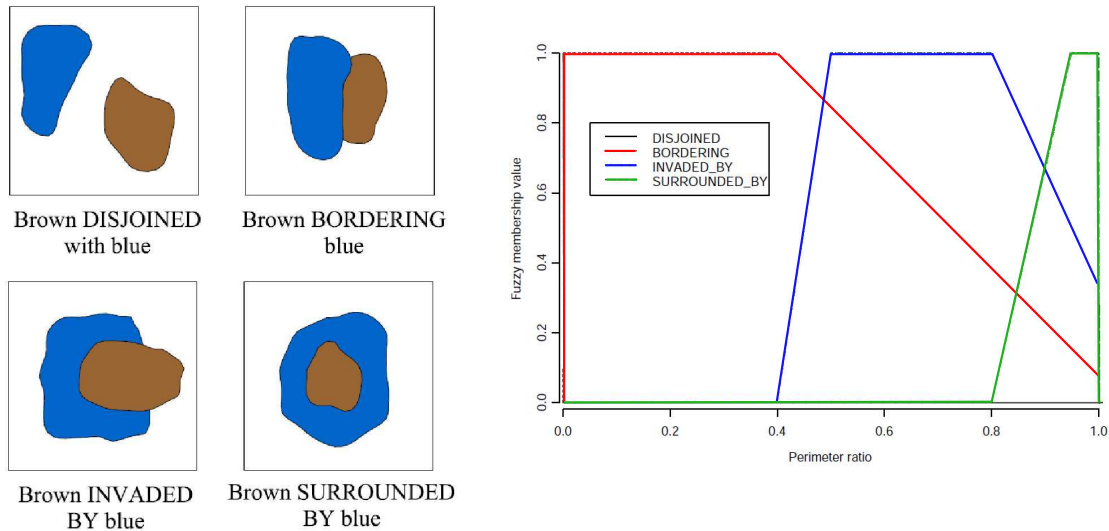 Brown DISJOINED
with blue
Brown BORDERING
blue
Brown INVADED
BY blue
Brown SURROUNDED
BY blue
Fuzzy membership value
1.0
0.8
0.6
0.4
0.2
0.0
DISJOINED
BORDERING
INVADED_BY
SURROUNDED_BY
0.0 0.2 0.4 0.6 0.8 1.0
Perimeter ratio